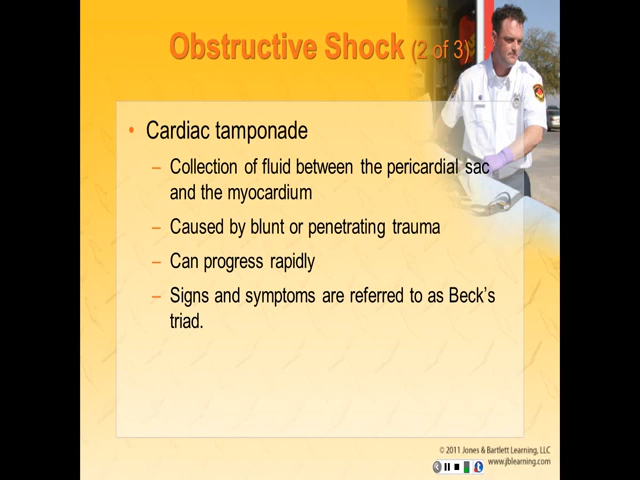 Obstructive Shock (2 of 3)
• Cardiac tamponade
– Collection of fluid between the pericardial sac
and the myocardium
– Caused by blunt or penetrating trauma
– Can progress rapidly
– Signs and symptoms are referred to as Beck's
triad.
© 2011 Jones & Bartlett Learning, LLC
www.jblearning.com